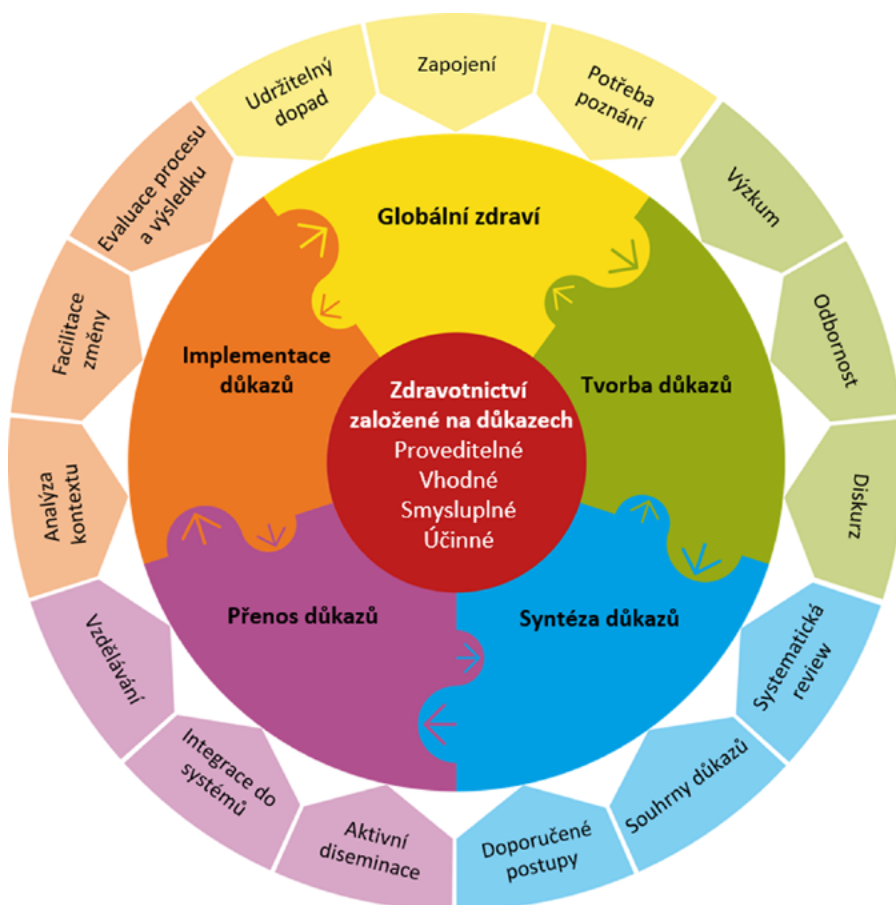 Udržitelný
dopad
Zapojení
Potřeba
poznání
Výzkum
Odbornost
Diskurz
Systematická
review
Souhrny důkazů
Doporučené
postupy
Aktivní
diseminace
Integrace do
systémů
Vzdělávání
Analýza
kontextu
Facilitace
změny
Evaluace procesu
a výsledku
Globální zdraví
Tvorba důkazů
Syntéza důkazů
Přenos důkazů
Implementace
důkazů
Zdravotnictví
založené na důkazech
Proveditelné
Vhodné
Smysluplné
Účinné